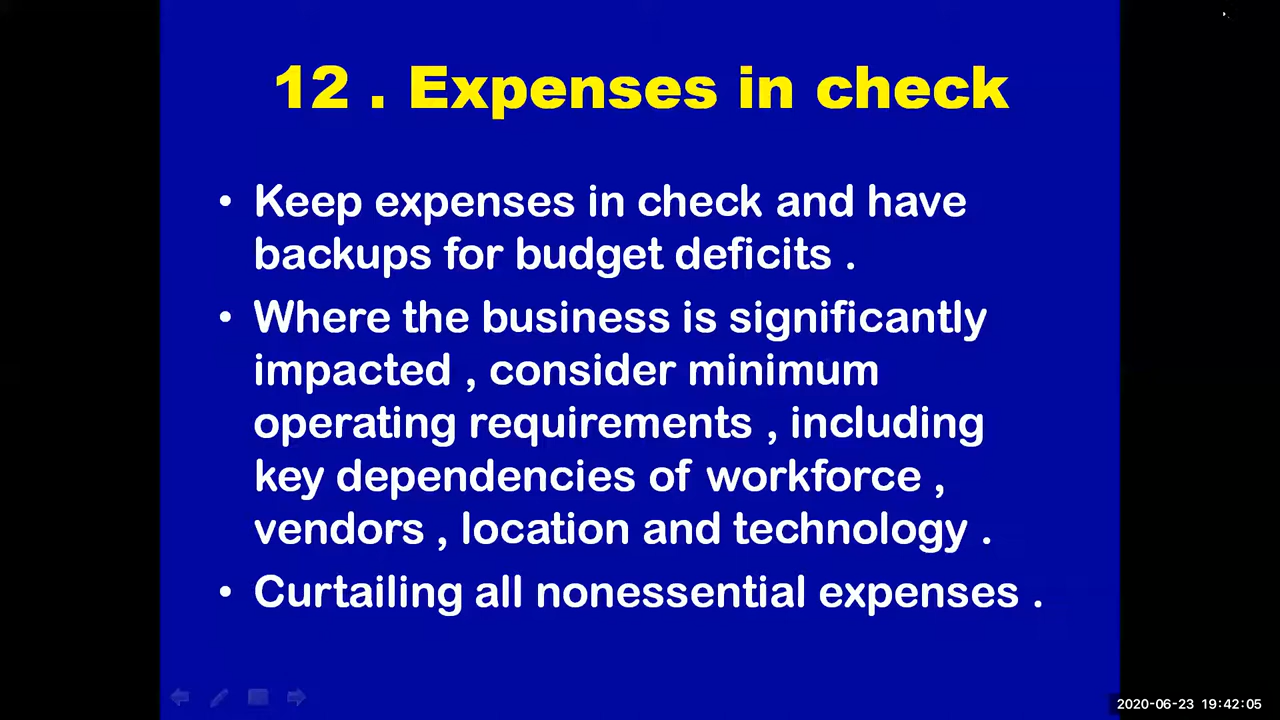 12 . Expenses in check
• Keep expenses in check and have
backups for budget deficits .
• Where the business is significantly
impacted , consider minimum
operating requirements , including
key dependencies of workforce ,
vendors , location and technology .
• Curtailing all nonessential expenses .
2020-06-23 19:42:05